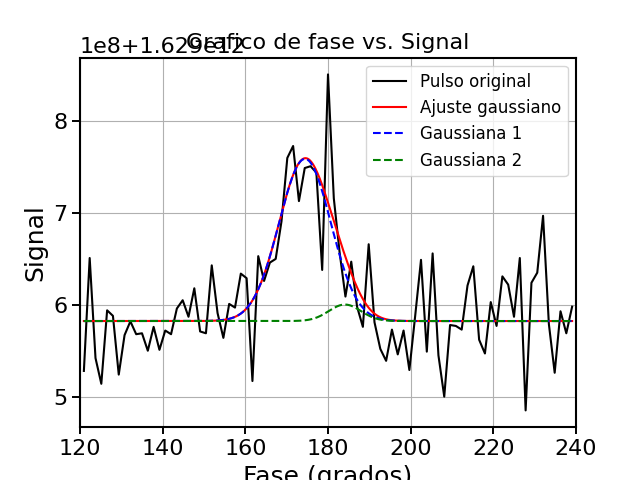 Grafico de fase vs. Signal
1e8+1.629e12
Pulso original
Ajuste gaussiano
Gaussiana 1
Gaussiana 2
8
7
6
5
Signal
120 140 160 180 200 220 240
Fase (grados)